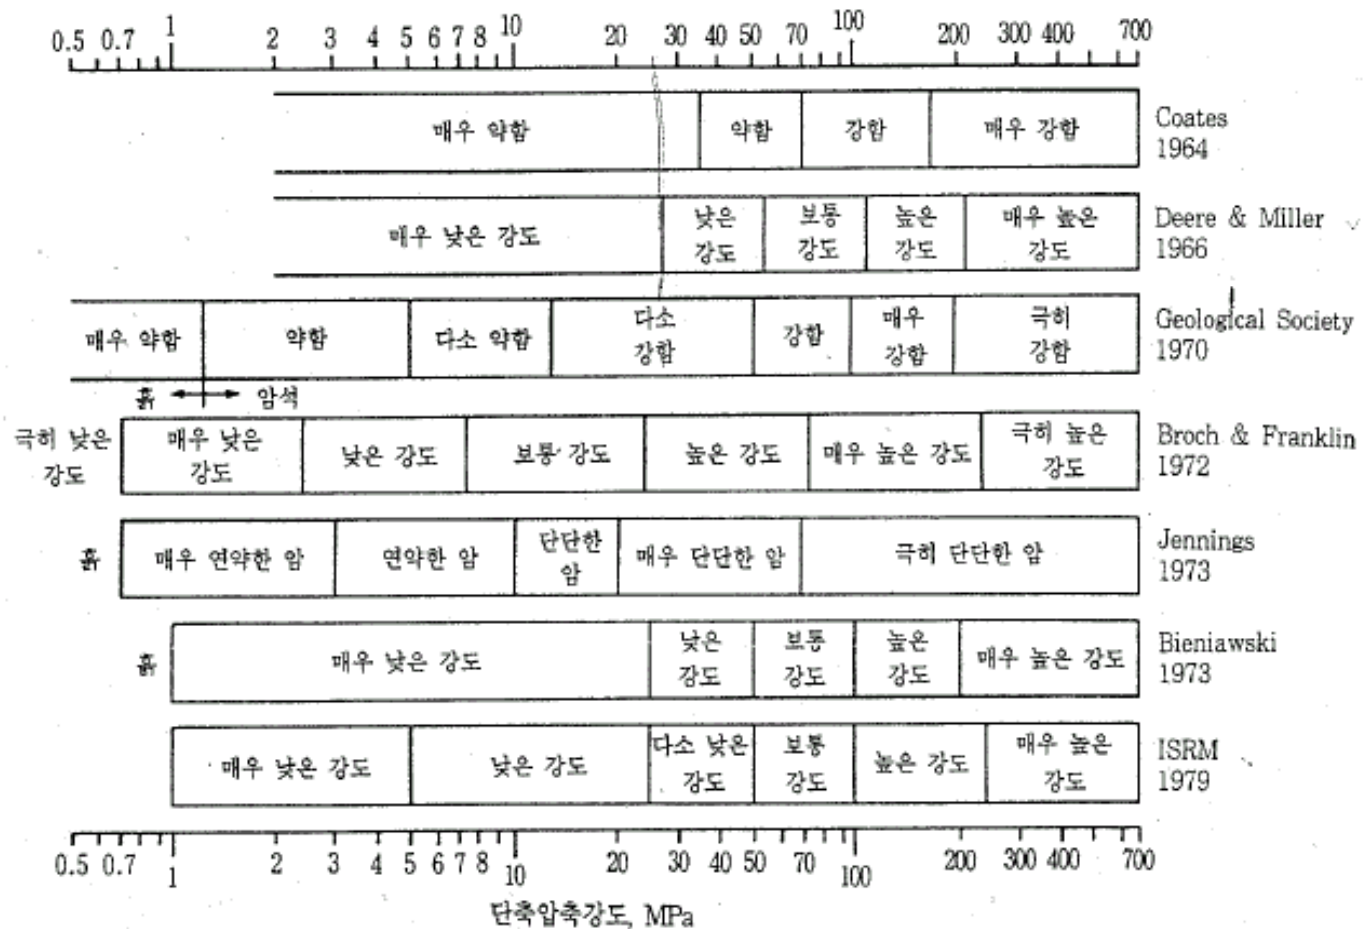 0.5 0.7 1 2 3 4 5 6 7 8 10 20 30 40 50 70 100 200 300 400 700
매우 약함 약함 강함 매우 강함 Coates
1964
매우 낮은 강도 낮은 강도 보통 강도 높은 강도 매우 높은 강도 Deere & Miller
1966
매우 약함 약함 다소 약함 다소 강함 강함 매우 강함 극히 강함 Geological Society
1970
흙 암석
극히 낮은 강도 매우 낮은 강도 낮은 강도 보통 강도 높은 강도 매우 높은 강도 극히 높은 강도 Broch & Franklin
1972
흙 매우 연약한 암 연약한 암 단단한 암 매우 단단한 암 극히 단단한 암 Jennings
1973
흙 매우 낮은 강도 낮은 강도 보통 강도 높은 강도 매우 높은 강도 Bieniawski
1973
매우 낮은 강도 낮은 강도 다소 낮은 강도 보통 강도 높은 강도 매우 높은 강도 ISRM
1979
0.5 0.7 1 2 3 4 5 6 7 8 10 20 30 40 50 70 100 200 300 400 700
단축압축강도, MPa